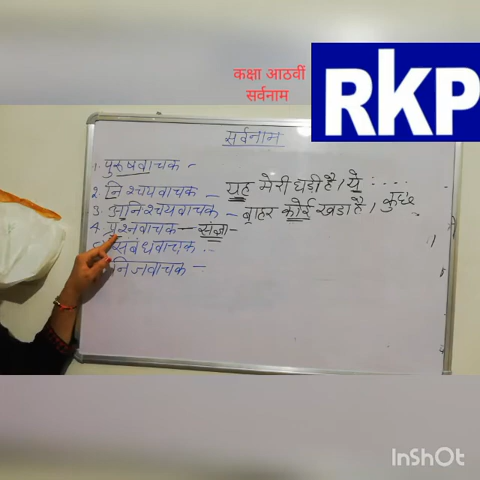 कक्षा आठवीं
सर्वनाम
RKP
सर्वनाम
1. पुरुषवाचक -
2. निश्चयवाचक - यह मेरी घड़ी है। ये ....
3. अनिश्चयवाचक - बाहर कोई खड़ा है। कुछ
4. प्रश्नवाचक - संज्ञा -
संबंधवाचक :-
निजवाचक -
InShOt